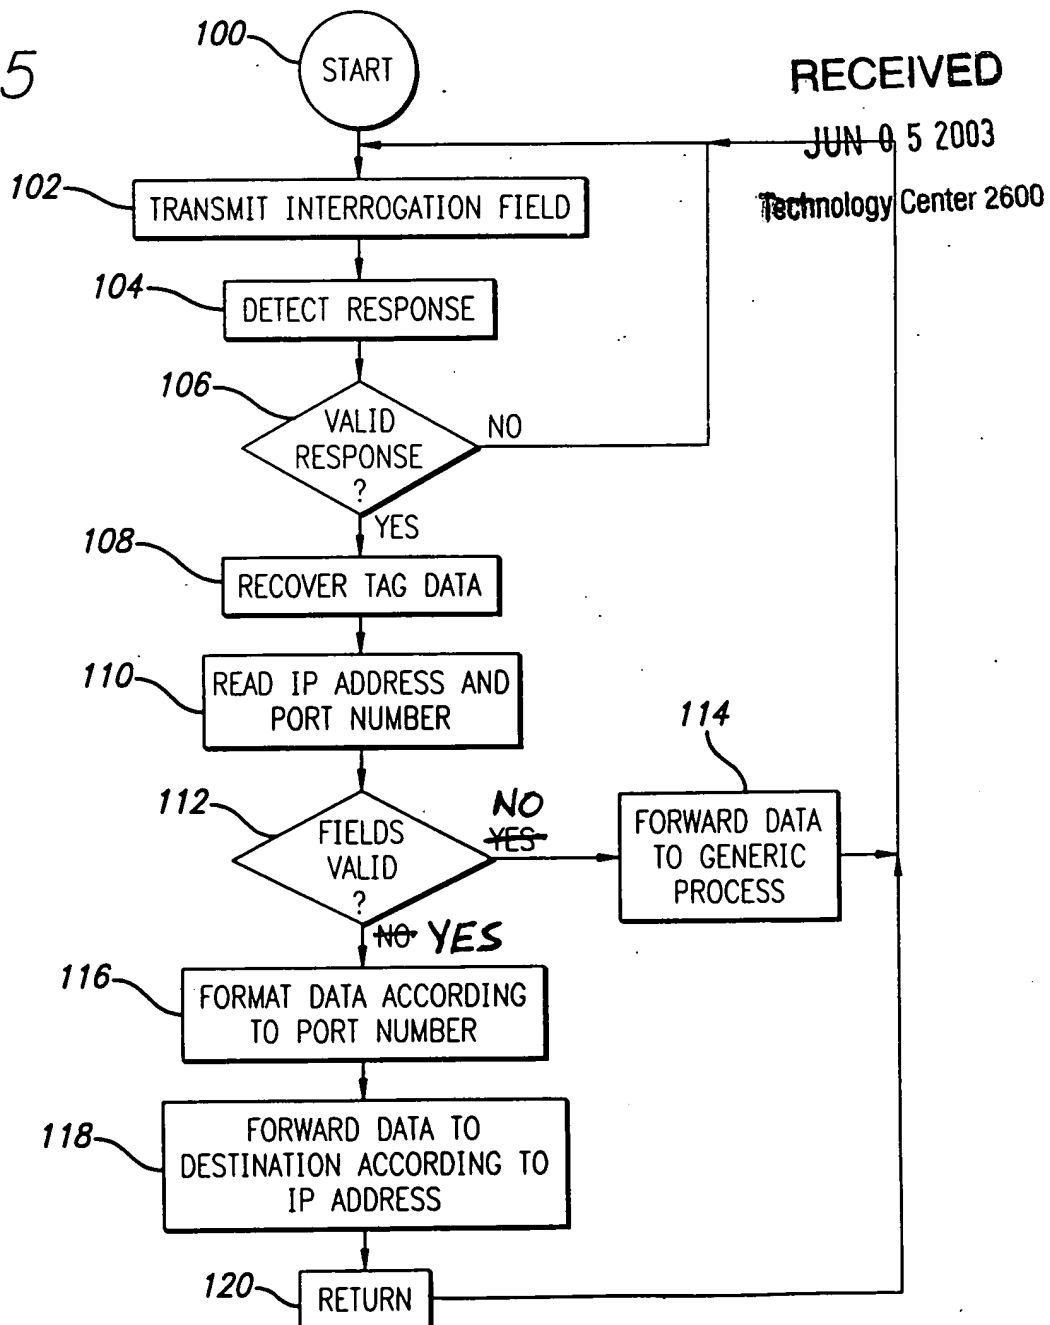 5
100
START
RECEIVED
JUN 0 5 2003
Technology Center 2600
102
TRANSMIT INTERROGATION FIELD
104
DETECT RESPONSE
106
VALID
RESPONSE
?
NO
YES
108
RECOVER TAG DATA
110
READ IP ADDRESS AND
PORT NUMBER
112
FIELDS
VALID
?
NO
YES
114
FORWARD DATA
TO GENERIC
PROCESS
NO YES
116
FORMAT DATA ACCORDING
TO PORT NUMBER
118
FORWARD DATA TO
DESTINATION ACCORDING TO
IP ADDRESS
120
RETURN